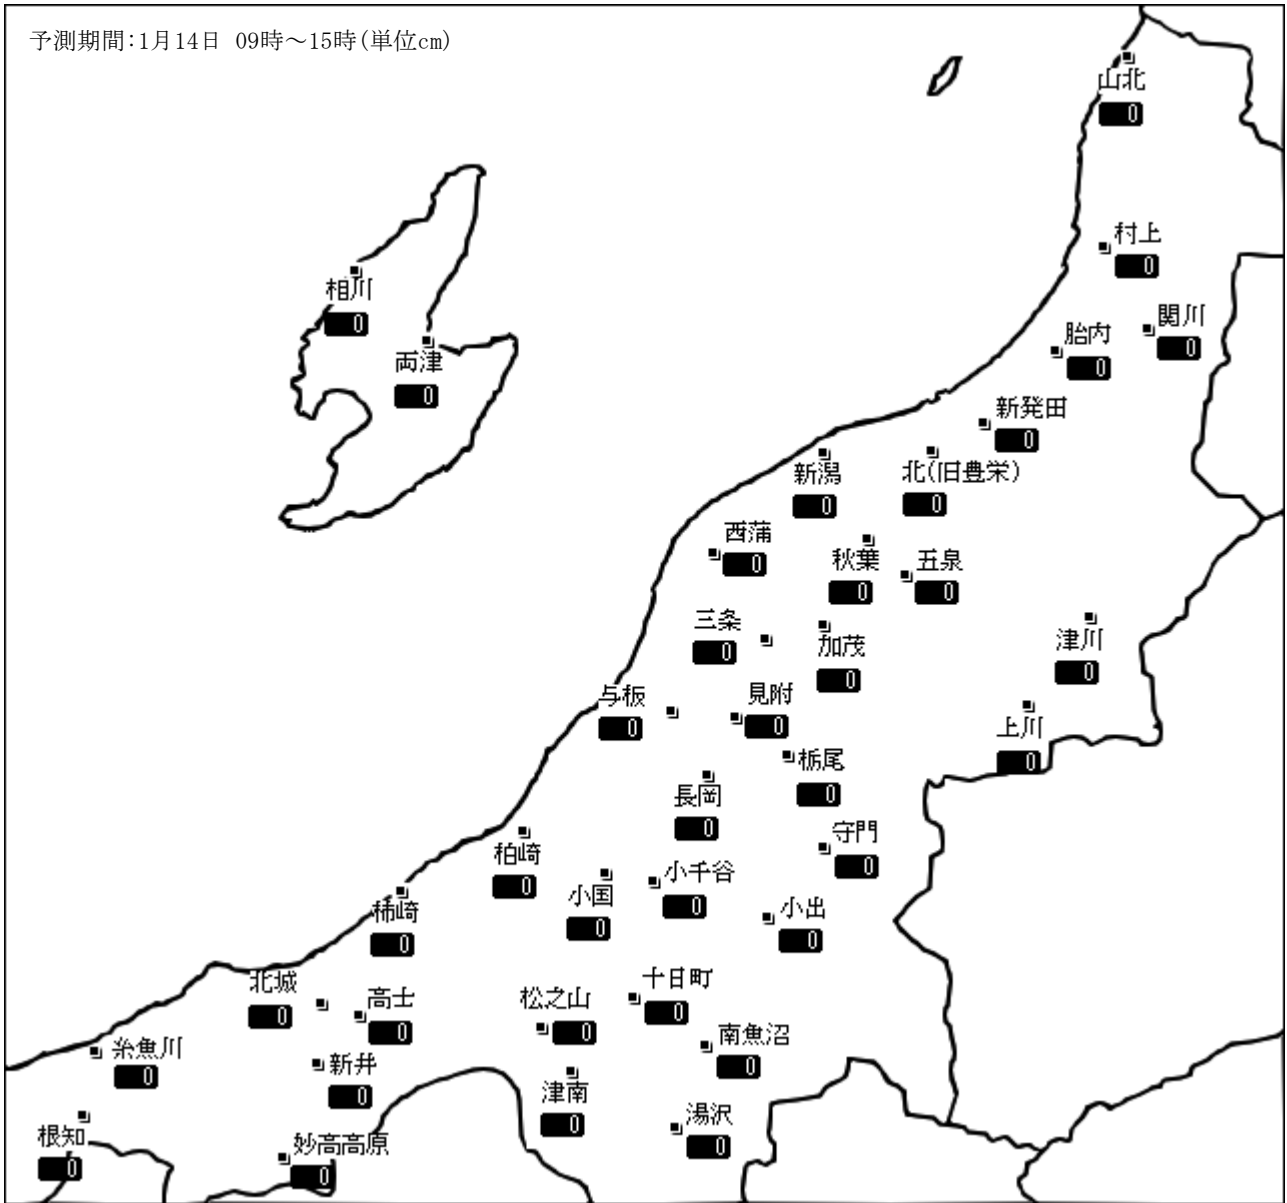 予測期間:1月14日 09時～15時(単位cm)
山北
0
村上
0
相川
0
関川
0
胎内
0
両津
0
新発田
0
新潟
0
北(旧豊栄)
0
西蒲
0
秋葉
0
五泉
0
三条
0
加茂
0
津川
0
与板
0
見附
0
上川
0
栃尾
0
長岡
0
守門
0
柏崎
0
小国
0
小千谷
0
小出
0
柿崎
0
北城
0
高士
0
松之山
0
十日町
0
南魚沼
0
糸魚川
0
新井
0
津南
0
湯沢
0
根知
0
妙高高原
0